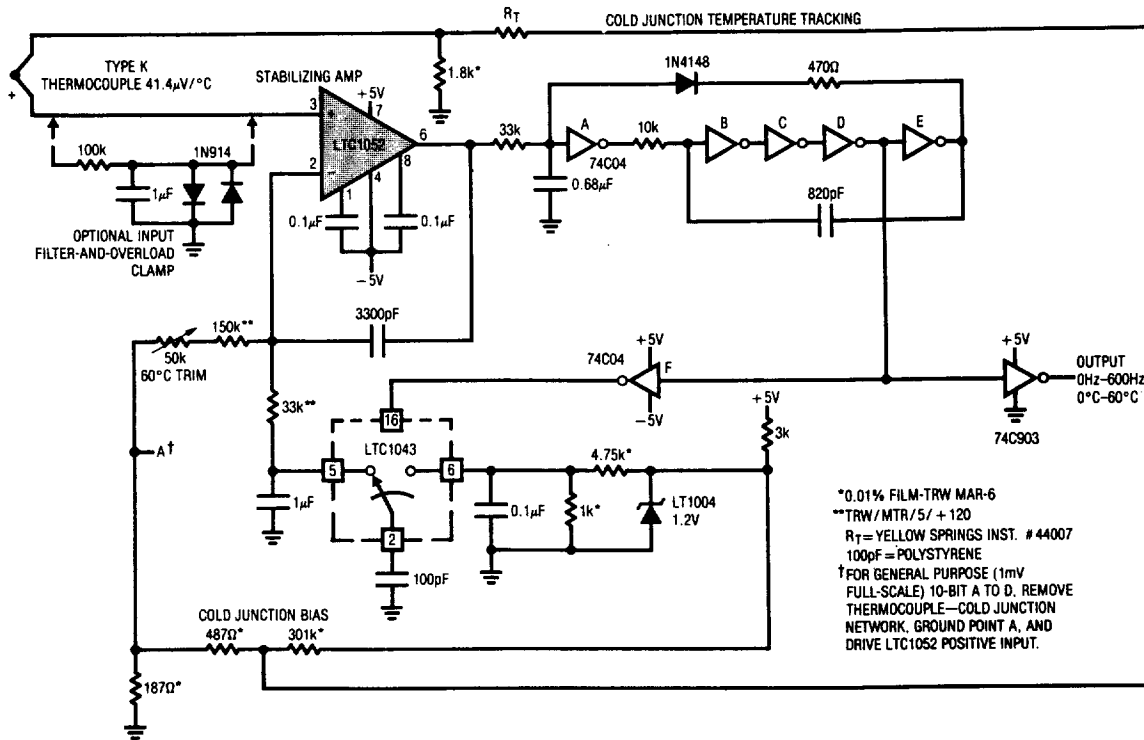 R_T
COLD JUNCTION TEMPERATURE TRACKING
TYPE K
THERMOCOUPLE 41.4µV/°C
+
STABILIZING AMP
1.8k*
1N4148
470Ω
+5V
3
7
+
LTC1052
6
2
−
8
1
4
33k
A
74C04
10k
B
C
D
E
100k
1N914
1µF
0.1µF
0.1µF
0.68µF
820pF
OPTIONAL INPUT
FILTER-AND-OVERLOAD
CLAMP
−5V
3300pF
150k**
50k
60°C TRIM
74C04
+5V
F
−5V
+5V
OUTPUT
0Hz–600Hz
0°C–60°C
74C903
33k**
16
LTC1043
+5V
3k
A†
5
6
4.75k*
1µF
0.1µF
1k*
LT1004
1.2V
2
100pF
*0.01% FILM-TRW MAR-6
**TRW/MTR/5/+120
R_T = YELLOW SPRINGS INST. #44007
100pF = POLYSTYRENE
†FOR GENERAL PURPOSE (1mV
FULL-SCALE) 10-BIT A TO D, REMOVE
THERMOCOUPLE—COLD JUNCTION
NETWORK, GROUND POINT A, AND
DRIVE LTC1052 POSITIVE INPUT.
COLD JUNCTION BIAS
487Ω*
301k*
187Ω*